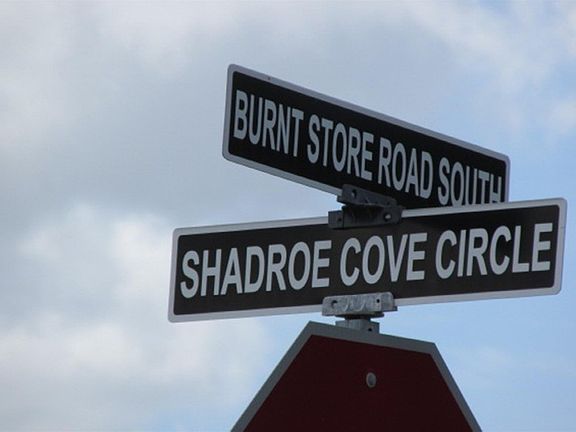 BURNT STORE ROAD SOUTH
SHADROE COVE CIRCLE